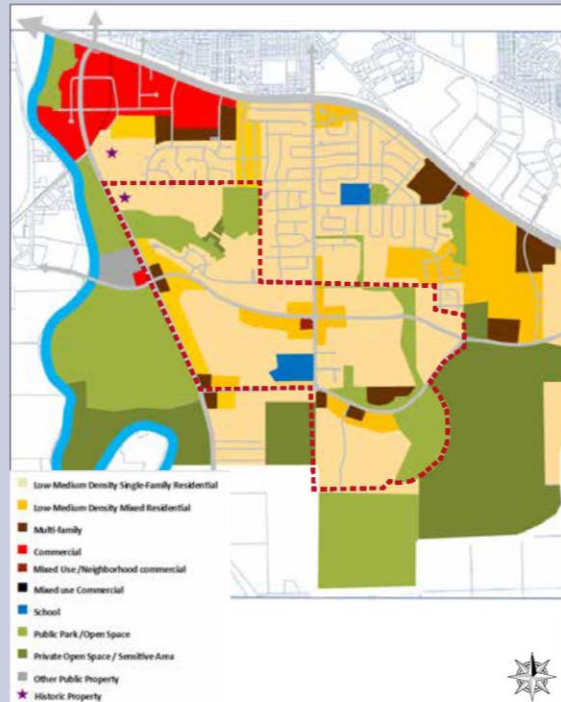 Low-Medium Density Single-Family Residential
Low-Medium Density Mixed Residential
Multi-family
Commercial
Mixed Use /Neighborhood commercial
Mixed use Commercial
School
Public Park /Open Space
Private Open Space / Sensitive Area
Other Public Property
Historic Property